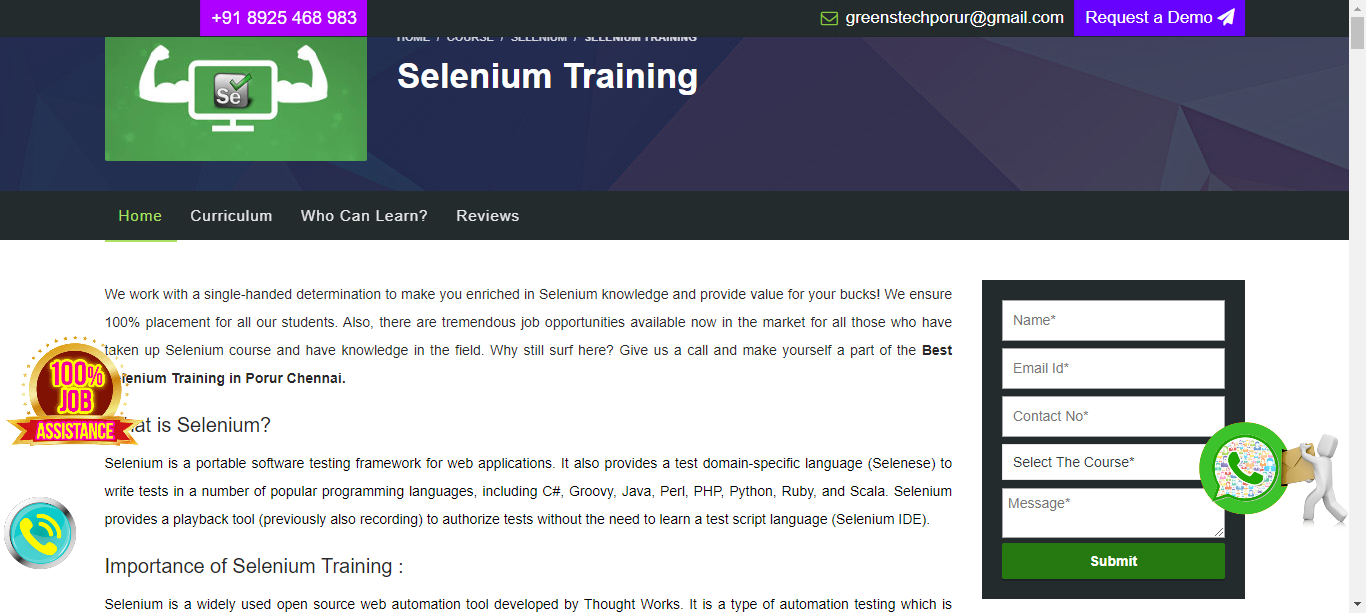 +91 8925 468 983
greenstechporur@gmail.com
Request a Demo
HOME / COURSE / SELENIUM / SELENIUM TRAINING
Se
Selenium Training
Home
Curriculum
Who Can Learn?
Reviews
We work with a single-handed determination to make you enriched in Selenium knowledge and provide value for your bucks! We ensure
100% placement for all our students. Also, there are tremendous job opportunities available now in the market for all those who have
taken up Selenium course and have knowledge in the field. Why still surf here? Give us a call and make yourself a part of the Best
lenium Training in Porur Chennai.
100%
JOB
ASSISTANCE
at is Selenium?
Selenium is a portable software testing framework for web applications. It also provides a test domain-specific language (Selenese) to
write tests in a number of popular programming languages, including C#, Groovy, Java, Perl, PHP, Python, Ruby, and Scala. Selenium
provides a playback tool (previously also recording) to authorize tests without the need to learn a test script language (Selenium IDE).
Importance of Selenium Training :
Selenium is a widely used open source web automation tool developed by Thought Works. It is a type of automation testing which is
Name*
Email Id*
Contact No*
Select The Course*
Message*
Submit